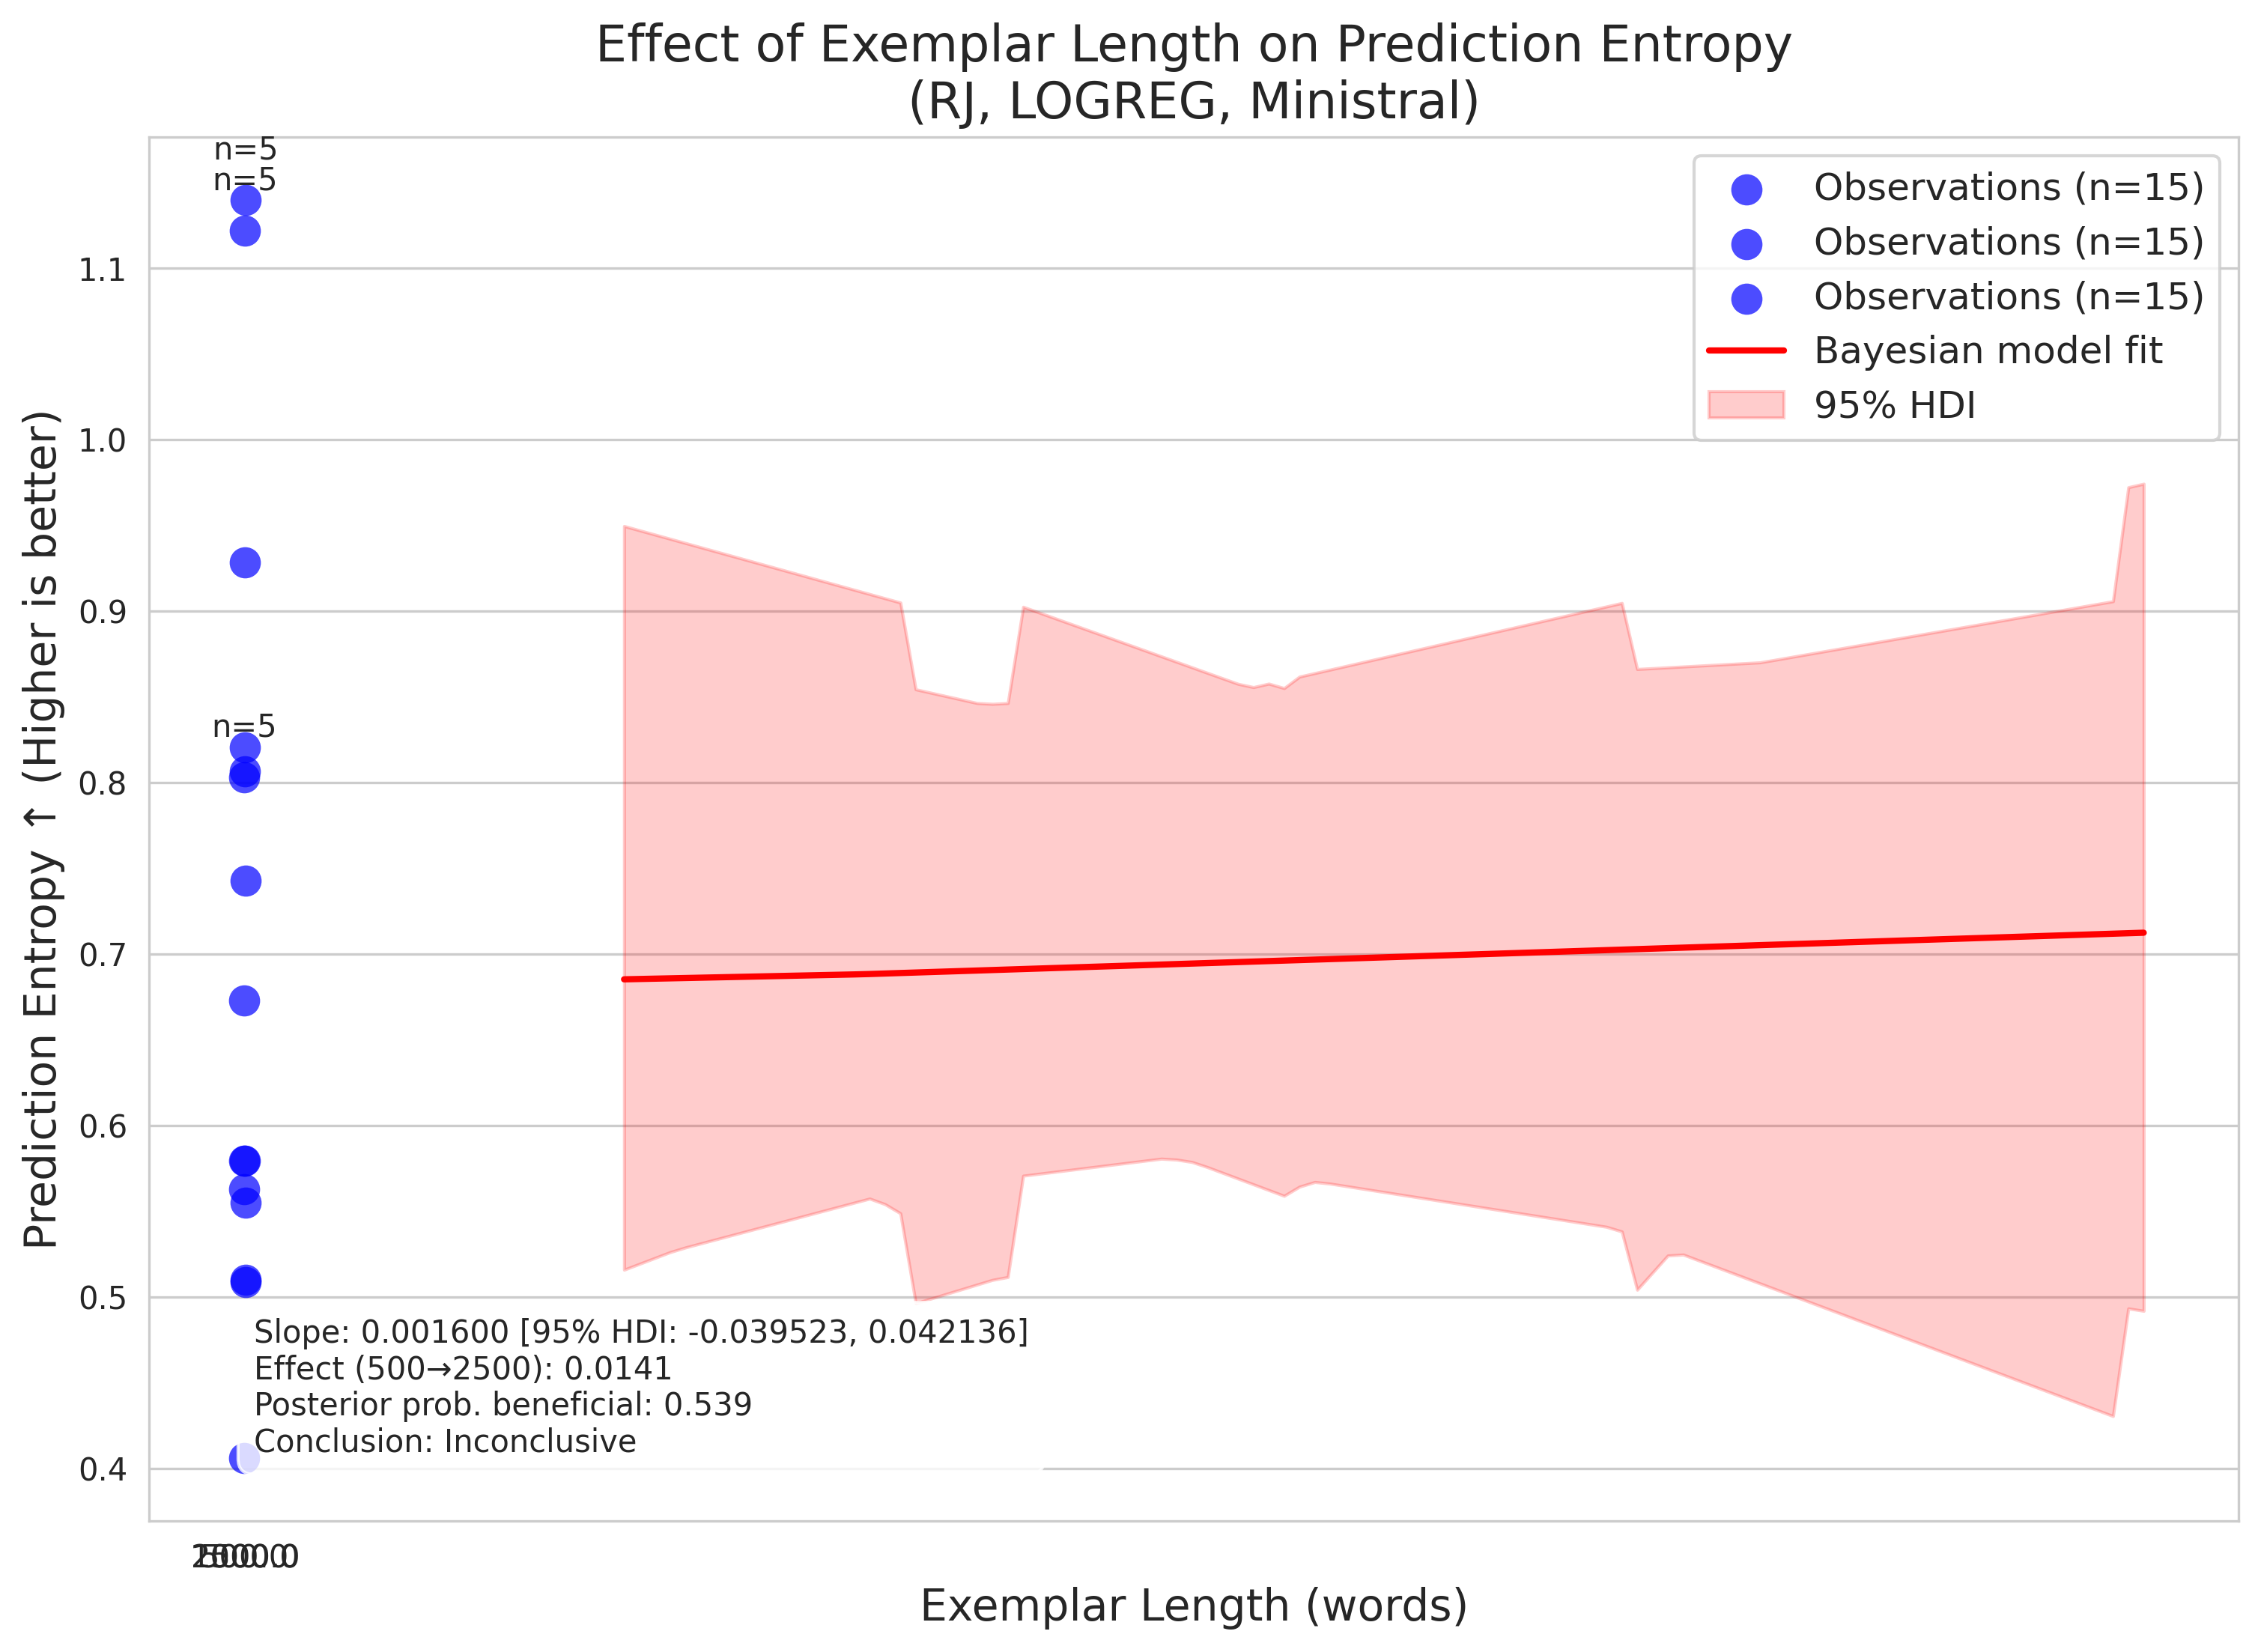 Effect of Exemplar Length on Prediction Entropy
(RJ, LOGREG, Ministral)
n=5
n=5
Observations (n=15)
Observations (n=15)
Observations (n=15)
Bayesian model fit
95% HDI
n=5
Prediction Entropy ↑ (Higher is better)
1.1
1.0
0.9
0.8
0.7
0.6
0.5
0.4
Slope: 0.001600 [95% HDI: -0.039523, 0.042136]
Effect (500→2500): 0.0141
Posterior prob. beneficial: 0.539
Conclusion: Inconclusive
Exemplar Length (words)